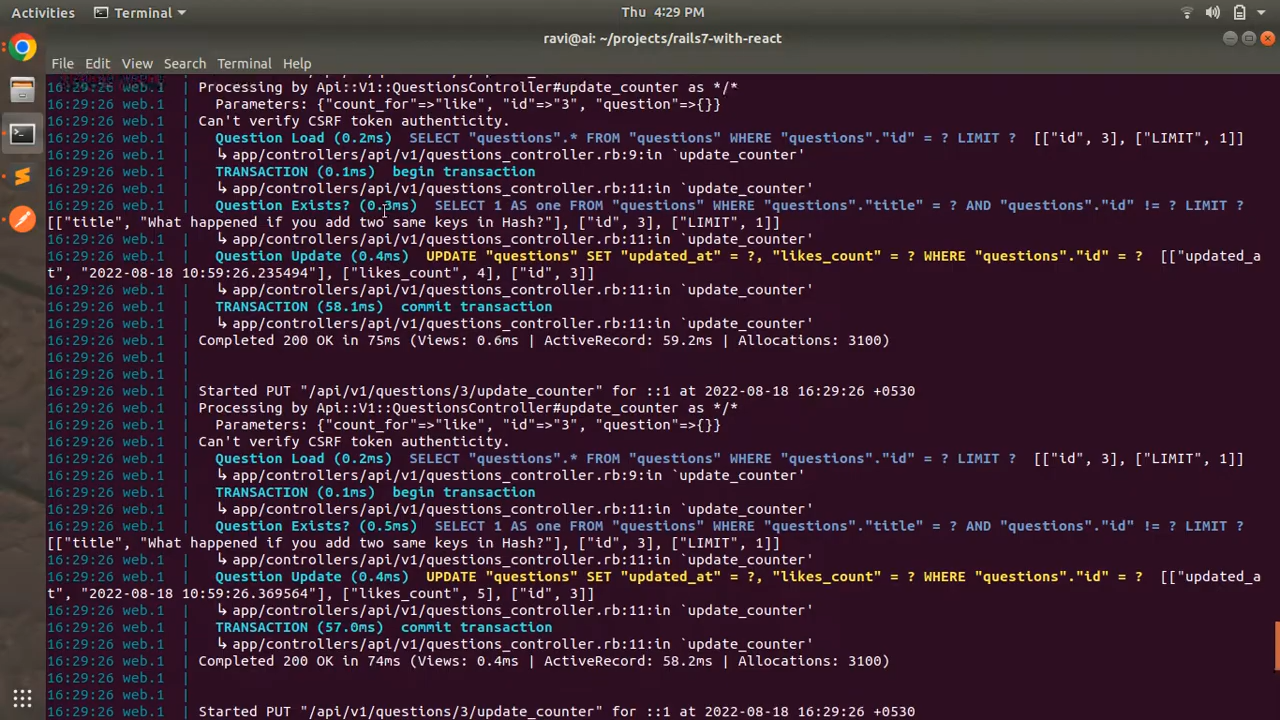 Activities Terminal Thu 4:29 PM
ravi@ai: ~/projects/rails7-with-react
File Edit View Search Terminal Help
16:29:26 web.1 | Processing by Api::V1::QuestionsController#update_counter as */*
16:29:26 web.1 | Parameters: {"count_for"=>"like", "id"=>"3", "question"=>{}}
16:29:26 web.1 | Can't verify CSRF token authenticity.
16:29:26 web.1 | Question Load (0.2ms) SELECT "questions".* FROM "questions" WHERE "questions"."id" = ? LIMIT ? [["id", 3], ["LIMIT", 1]]
16:29:26 web.1 | ↳ app/controllers/api/v1/questions_controller.rb:9:in `update_counter'
16:29:26 web.1 | TRANSACTION (0.1ms) begin transaction
16:29:26 web.1 | ↳ app/controllers/api/v1/questions_controller.rb:11:in `update_counter'
16:29:26 web.1 | Question Exists? (0.3ms) SELECT 1 AS one FROM "questions" WHERE "questions"."title" = ? AND "questions"."id" != ? LIMIT ?
[["title", "What happened if you add two same keys in Hash?"], ["id", 3], ["LIMIT", 1]]
16:29:26 web.1 | ↳ app/controllers/api/v1/questions_controller.rb:11:in `update_counter'
16:29:26 web.1 | Question Update (0.4ms) UPDATE "questions" SET "updated_at" = ?, "likes_count" = ? WHERE "questions"."id" = ? [["updated_a
t", "2022-08-18 10:59:26.235494"], ["likes_count", 4], ["id", 3]]
16:29:26 web.1 | ↳ app/controllers/api/v1/questions_controller.rb:11:in `update_counter'
16:29:26 web.1 | TRANSACTION (58.1ms) commit transaction
16:29:26 web.1 | ↳ app/controllers/api/v1/questions_controller.rb:11:in `update_counter'
16:29:26 web.1 | Completed 200 OK in 75ms (Views: 0.6ms | ActiveRecord: 59.2ms | Allocations: 3100)
16:29:26 web.1 |
16:29:26 web.1 |
16:29:26 web.1 | Started PUT "/api/v1/questions/3/update_counter" for ::1 at 2022-08-18 16:29:26 +0530
16:29:26 web.1 | Processing by Api::V1::QuestionsController#update_counter as */*
16:29:26 web.1 | Parameters: {"count_for"=>"like", "id"=>"3", "question"=>{}}
16:29:26 web.1 | Can't verify CSRF token authenticity.
16:29:26 web.1 | Question Load (0.2ms) SELECT "questions".* FROM "questions" WHERE "questions"."id" = ? LIMIT ? [["id", 3], ["LIMIT", 1]]
16:29:26 web.1 | ↳ app/controllers/api/v1/questions_controller.rb:9:in `update_counter'
16:29:26 web.1 | TRANSACTION (0.1ms) begin transaction
16:29:26 web.1 | ↳ app/controllers/api/v1/questions_controller.rb:11:in `update_counter'
16:29:26 web.1 | Question Exists? (0.5ms) SELECT 1 AS one FROM "questions" WHERE "questions"."title" = ? AND "questions"."id" != ? LIMIT ?
[["title", "What happened if you add two same keys in Hash?"], ["id", 3], ["LIMIT", 1]]
16:29:26 web.1 | ↳ app/controllers/api/v1/questions_controller.rb:11:in `update_counter'
16:29:26 web.1 | Question Update (0.4ms) UPDATE "questions" SET "updated_at" = ?, "likes_count" = ? WHERE "questions"."id" = ? [["updated_a
t", "2022-08-18 10:59:26.369564"], ["likes_count", 5], ["id", 3]]
16:29:26 web.1 | ↳ app/controllers/api/v1/questions_controller.rb:11:in `update_counter'
16:29:26 web.1 | TRANSACTION (57.0ms) commit transaction
16:29:26 web.1 | ↳ app/controllers/api/v1/questions_controller.rb:11:in `update_counter'
16:29:26 web.1 | Completed 200 OK in 74ms (Views: 0.4ms | ActiveRecord: 58.2ms | Allocations: 3100)
16:29:26 web.1 |
16:29:26 web.1 |
16:29:26 web.1 | Started PUT "/api/v1/questions/3/update_counter" for ::1 at 2022-08-18 16:29:26 +0530